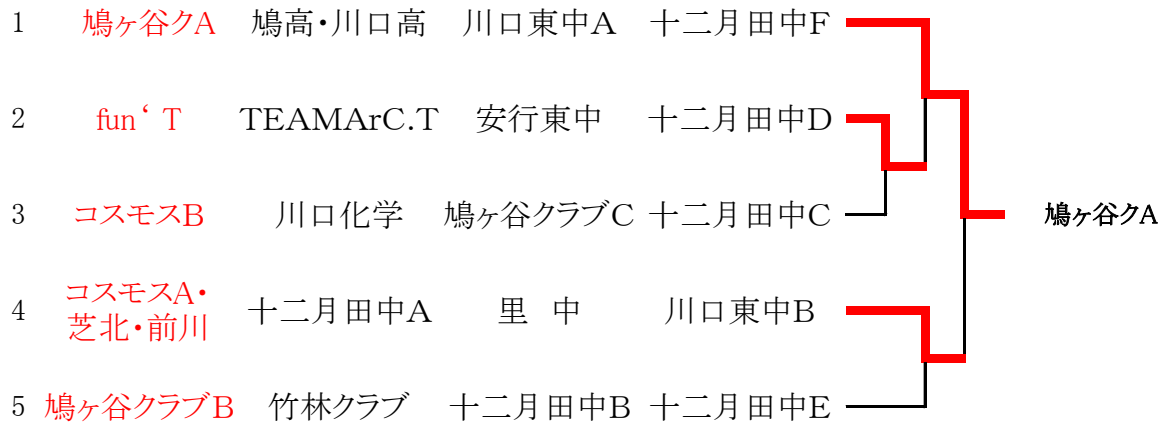 1 鳩ヶ谷クA 鳩高・川口高 川口東中A 十二月田中F
2 fun‘T TEAMArC.T 安行東中 十二月田中D
3 コスモスB 川口化学 鳩ヶ谷クラブC 十二月田中C
鳩ヶ谷クA
4 コスモスA・
芝北・前川 十二月田中A 里 中 川口東中B
5 鳩ヶ谷クラブB 竹林クラブ 十二月田中B 十二月田中E